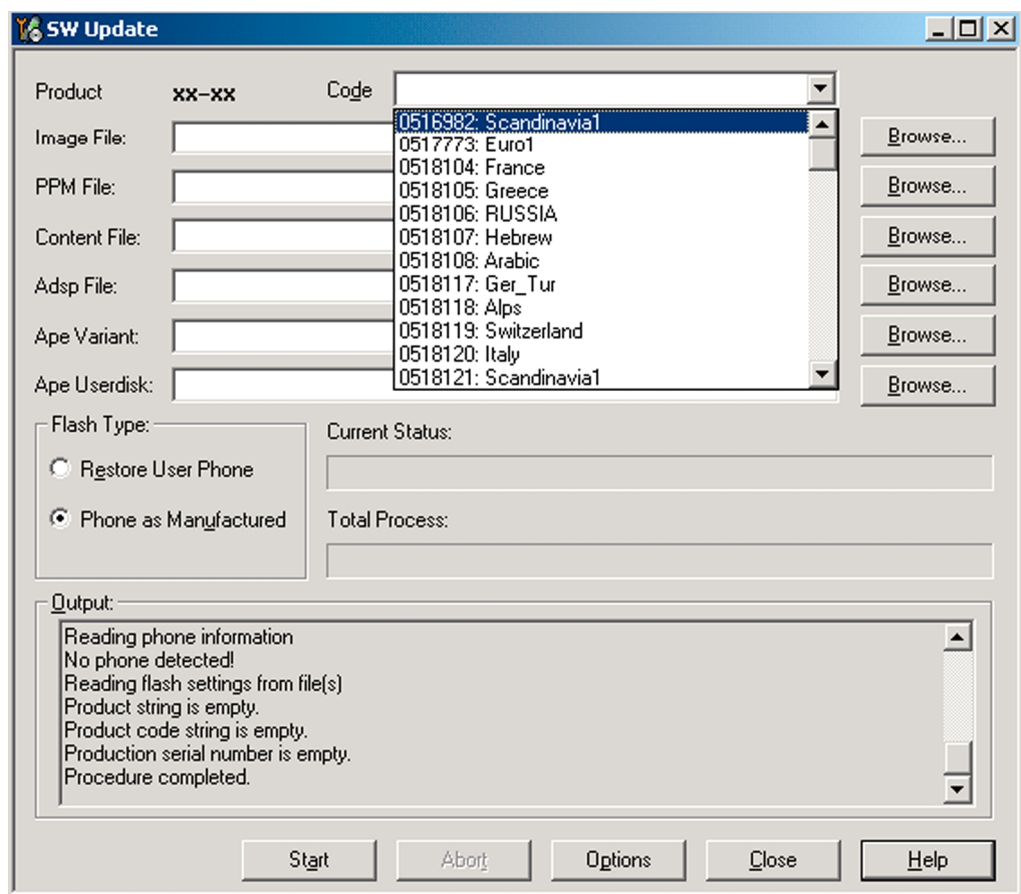 SW Update
Product xx-xx Code
0516982: Scandinavia1
0517773: Euro1
0518104: France
0518105: Greece
0518106: RUSSIA
0518107: Hebrew
0518108: Arabic
0518117: Ger_Tur
0518118: Alps
0518119: Switzerland
0518120: Italy
0518121: Scandinavia1
Image File: Browse...
PPM File: Browse...
Content File: Browse...
Adsp File: Browse...
Ape Variant: Browse...
Ape Userdisk: Browse...
Flash Type:
Restore User Phone
Phone as Manufactured
Current Status:
Total Process:
Output:
Reading phone information
No phone detected!
Reading flash settings from file(s)
Product string is empty.
Product code string is empty.
Production serial number is empty.
Procedure completed.
Start Abort Options Close Help